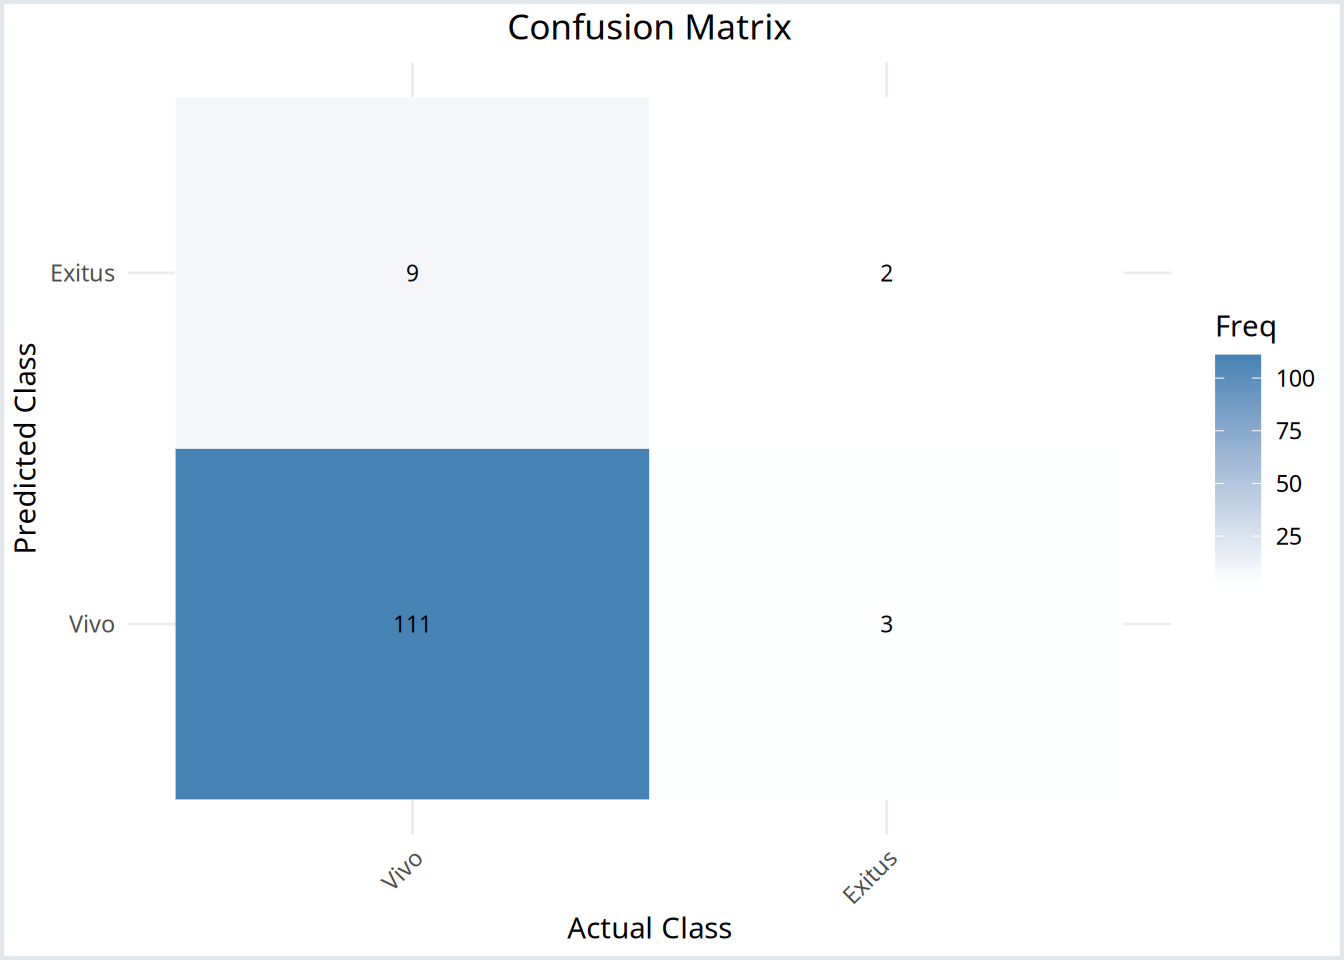 Confusion Matrix
Exitus
9
2
Vivo
111
3
Predicted Class
Vivo
Exitus
Actual Class
Freq
100
75
50
25